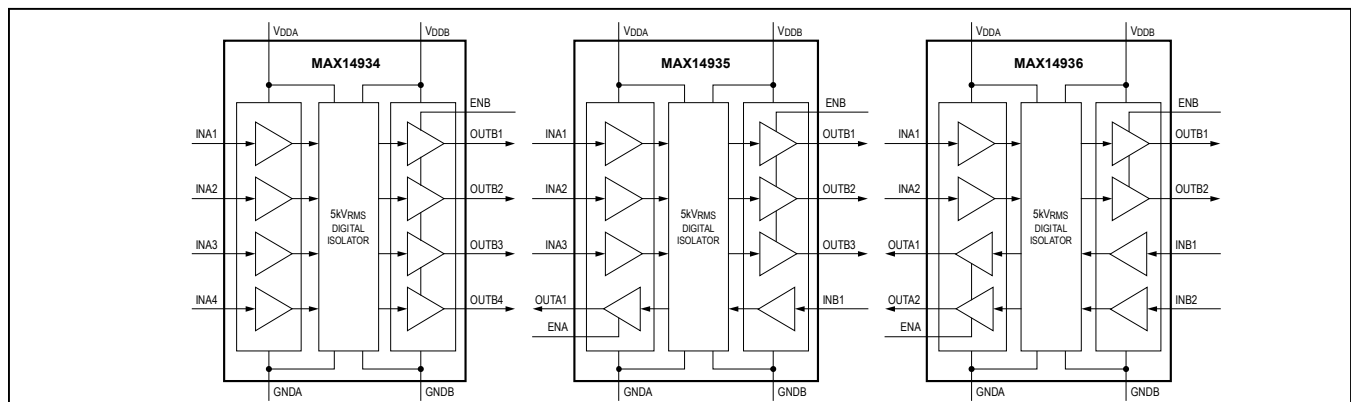 VDDA
VDDB
MAX14934
ENB
INA1
OUTB1
INA2
OUTB2
5kVRMS
DIGITAL
ISOLATOR
INA3
OUTB3
INA4
OUTB4
GNDA
GNDB
VDDA
VDDB
MAX14935
ENB
INA1
OUTB1
INA2
OUTB2
5kVRMS
DIGITAL
ISOLATOR
INA3
OUTB3
OUTA1
INB1
ENA
GNDA
GNDB
VDDA
VDDB
MAX14936
ENB
INA1
OUTB1
INA2
OUTB2
5kVRMS
DIGITAL
ISOLATOR
OUTA1
INB1
OUTA2
INB2
ENA
GNDA
GNDB